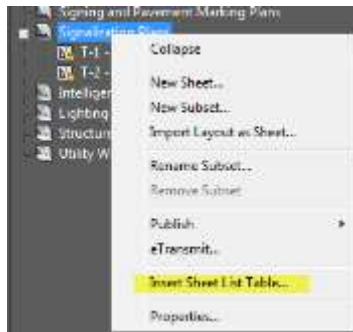 Signing and Pavement Marking Plans
Signalization Plans
T-1 -
T-2 -
Intelliger
Lighting
Structur
Utility W
Collapse
New Sheet...
New Subset...
Import Layout as Sheet...
Rename Subset...
Remove Subset
Publish
eTransmit...
Insert Sheet List Table...
Properties...